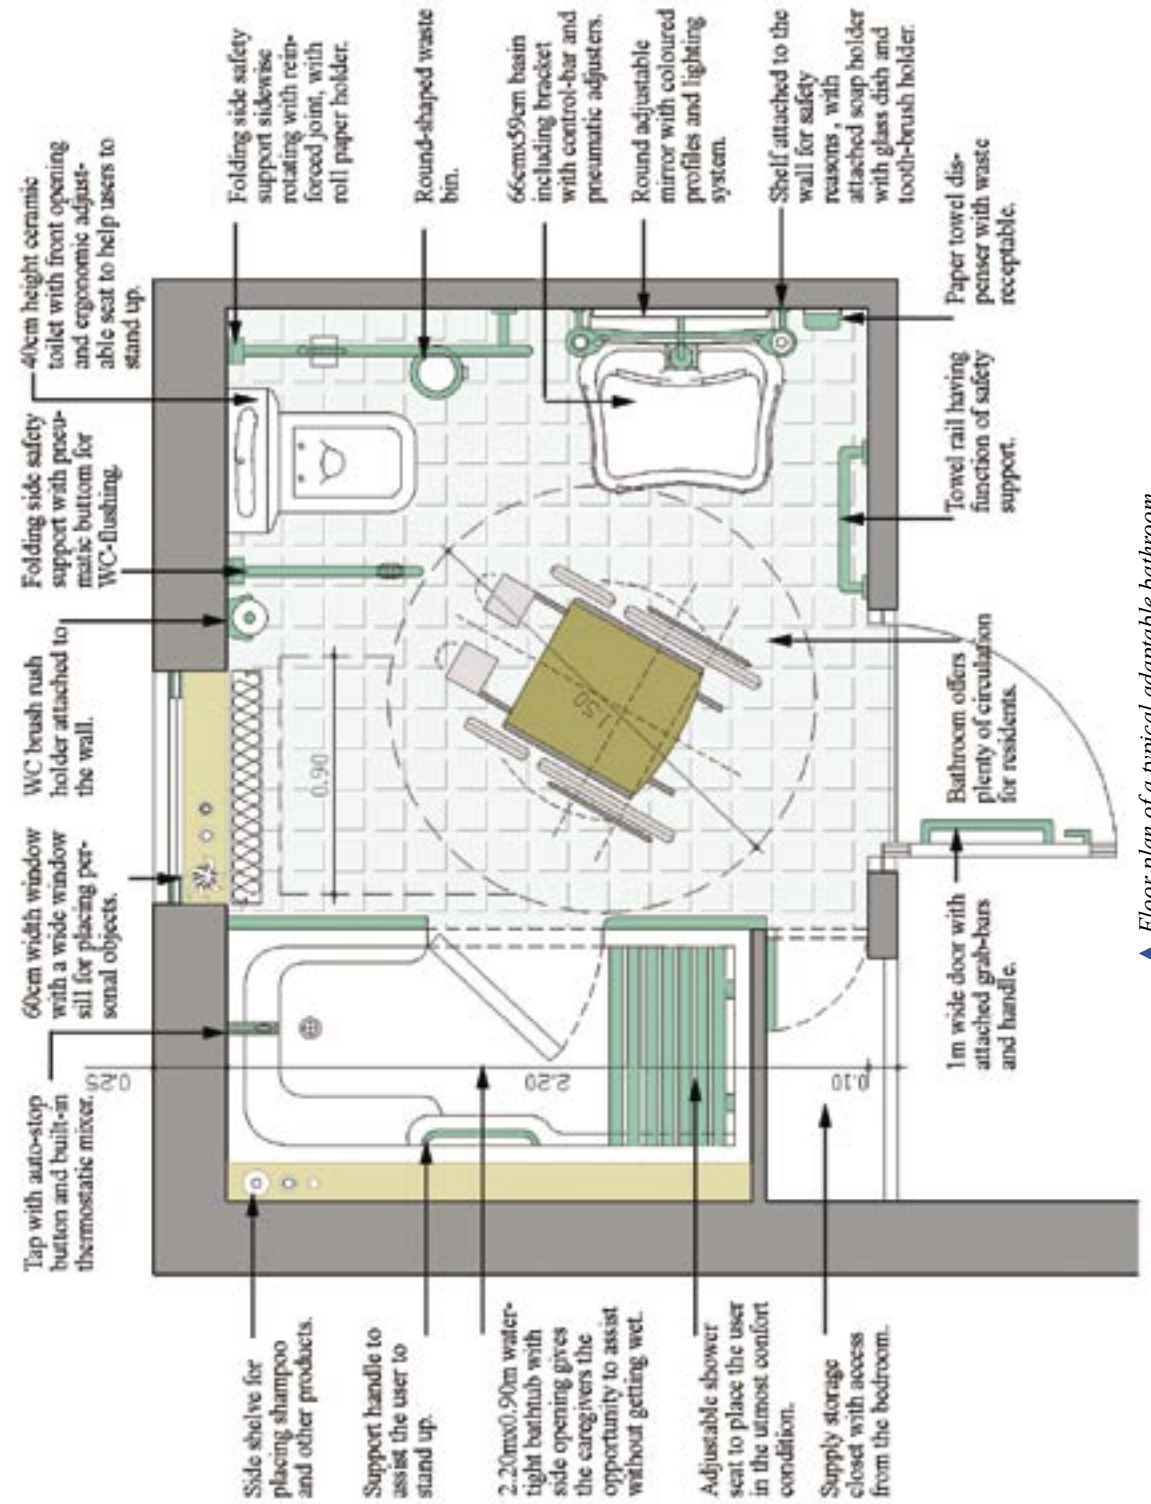 Side shelve for
placing shampoo
and other products.
Support handle to
assist the user to
stand up.
2.20mx0.90m water-
tight bathtub with
side opening gives
the caregivers the
opportunity to assist
without getting wet.
Adjustable shower
seat to place the user
in the utmost confort
condition.
Supply storage
closet with access
from the bedroom.
Tap with auto-stop
button and built-in
thermostatic mixer.
60cm width window
with a wide window
sill for placing per-
sonal objects.
WC brush rush
holder attached to
the wall.
Folding side safety
support with pneu-
matic buttom for
WC-flushing.
40cm height ceramic
toilet with front opening
and ergonomic adjust-
able seat to help users to
stand up.
Folding side safety
support sidewise
rotating with rein-
forced joint, with
roll paper holder.
Round-shaped waste
bin.
66cmx59cm basin
including bracket
with control-bar and
pneumatic adjusters.
Round adjustable
mirror with coloured
profiles and lighting
system.
Shelf attached to the
wall for safety
reasons , with
attached soap holder
with glass dish and
tooth-brush holder.
Paper towel dis-
penser with waste
receptable.
Towel rail having
function of safety
support.
Bathroom offers
plenty of circulation
for residents.
1m wide door with
attached grab-bars
and handle.
0.25
2.20
0.10
0.90
1.50
▲ Floor plan of a typical adaptable bathroom